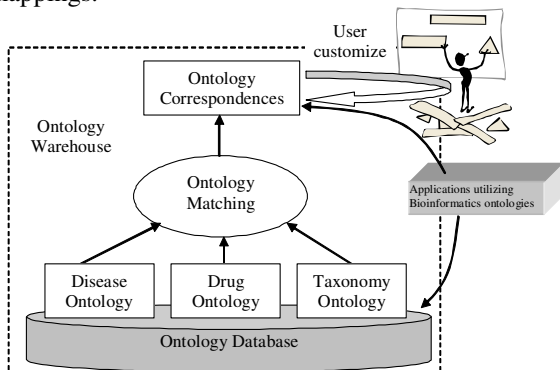 nappings.
User
customize
Ontology
Correspondences
Ontology
Warehouse
Ontology
Matching
Applications utilizing
Bioinformatics ontologies
Disease
Ontology
Drug
Ontology
Taxonomy
Ontology
Ontology Database